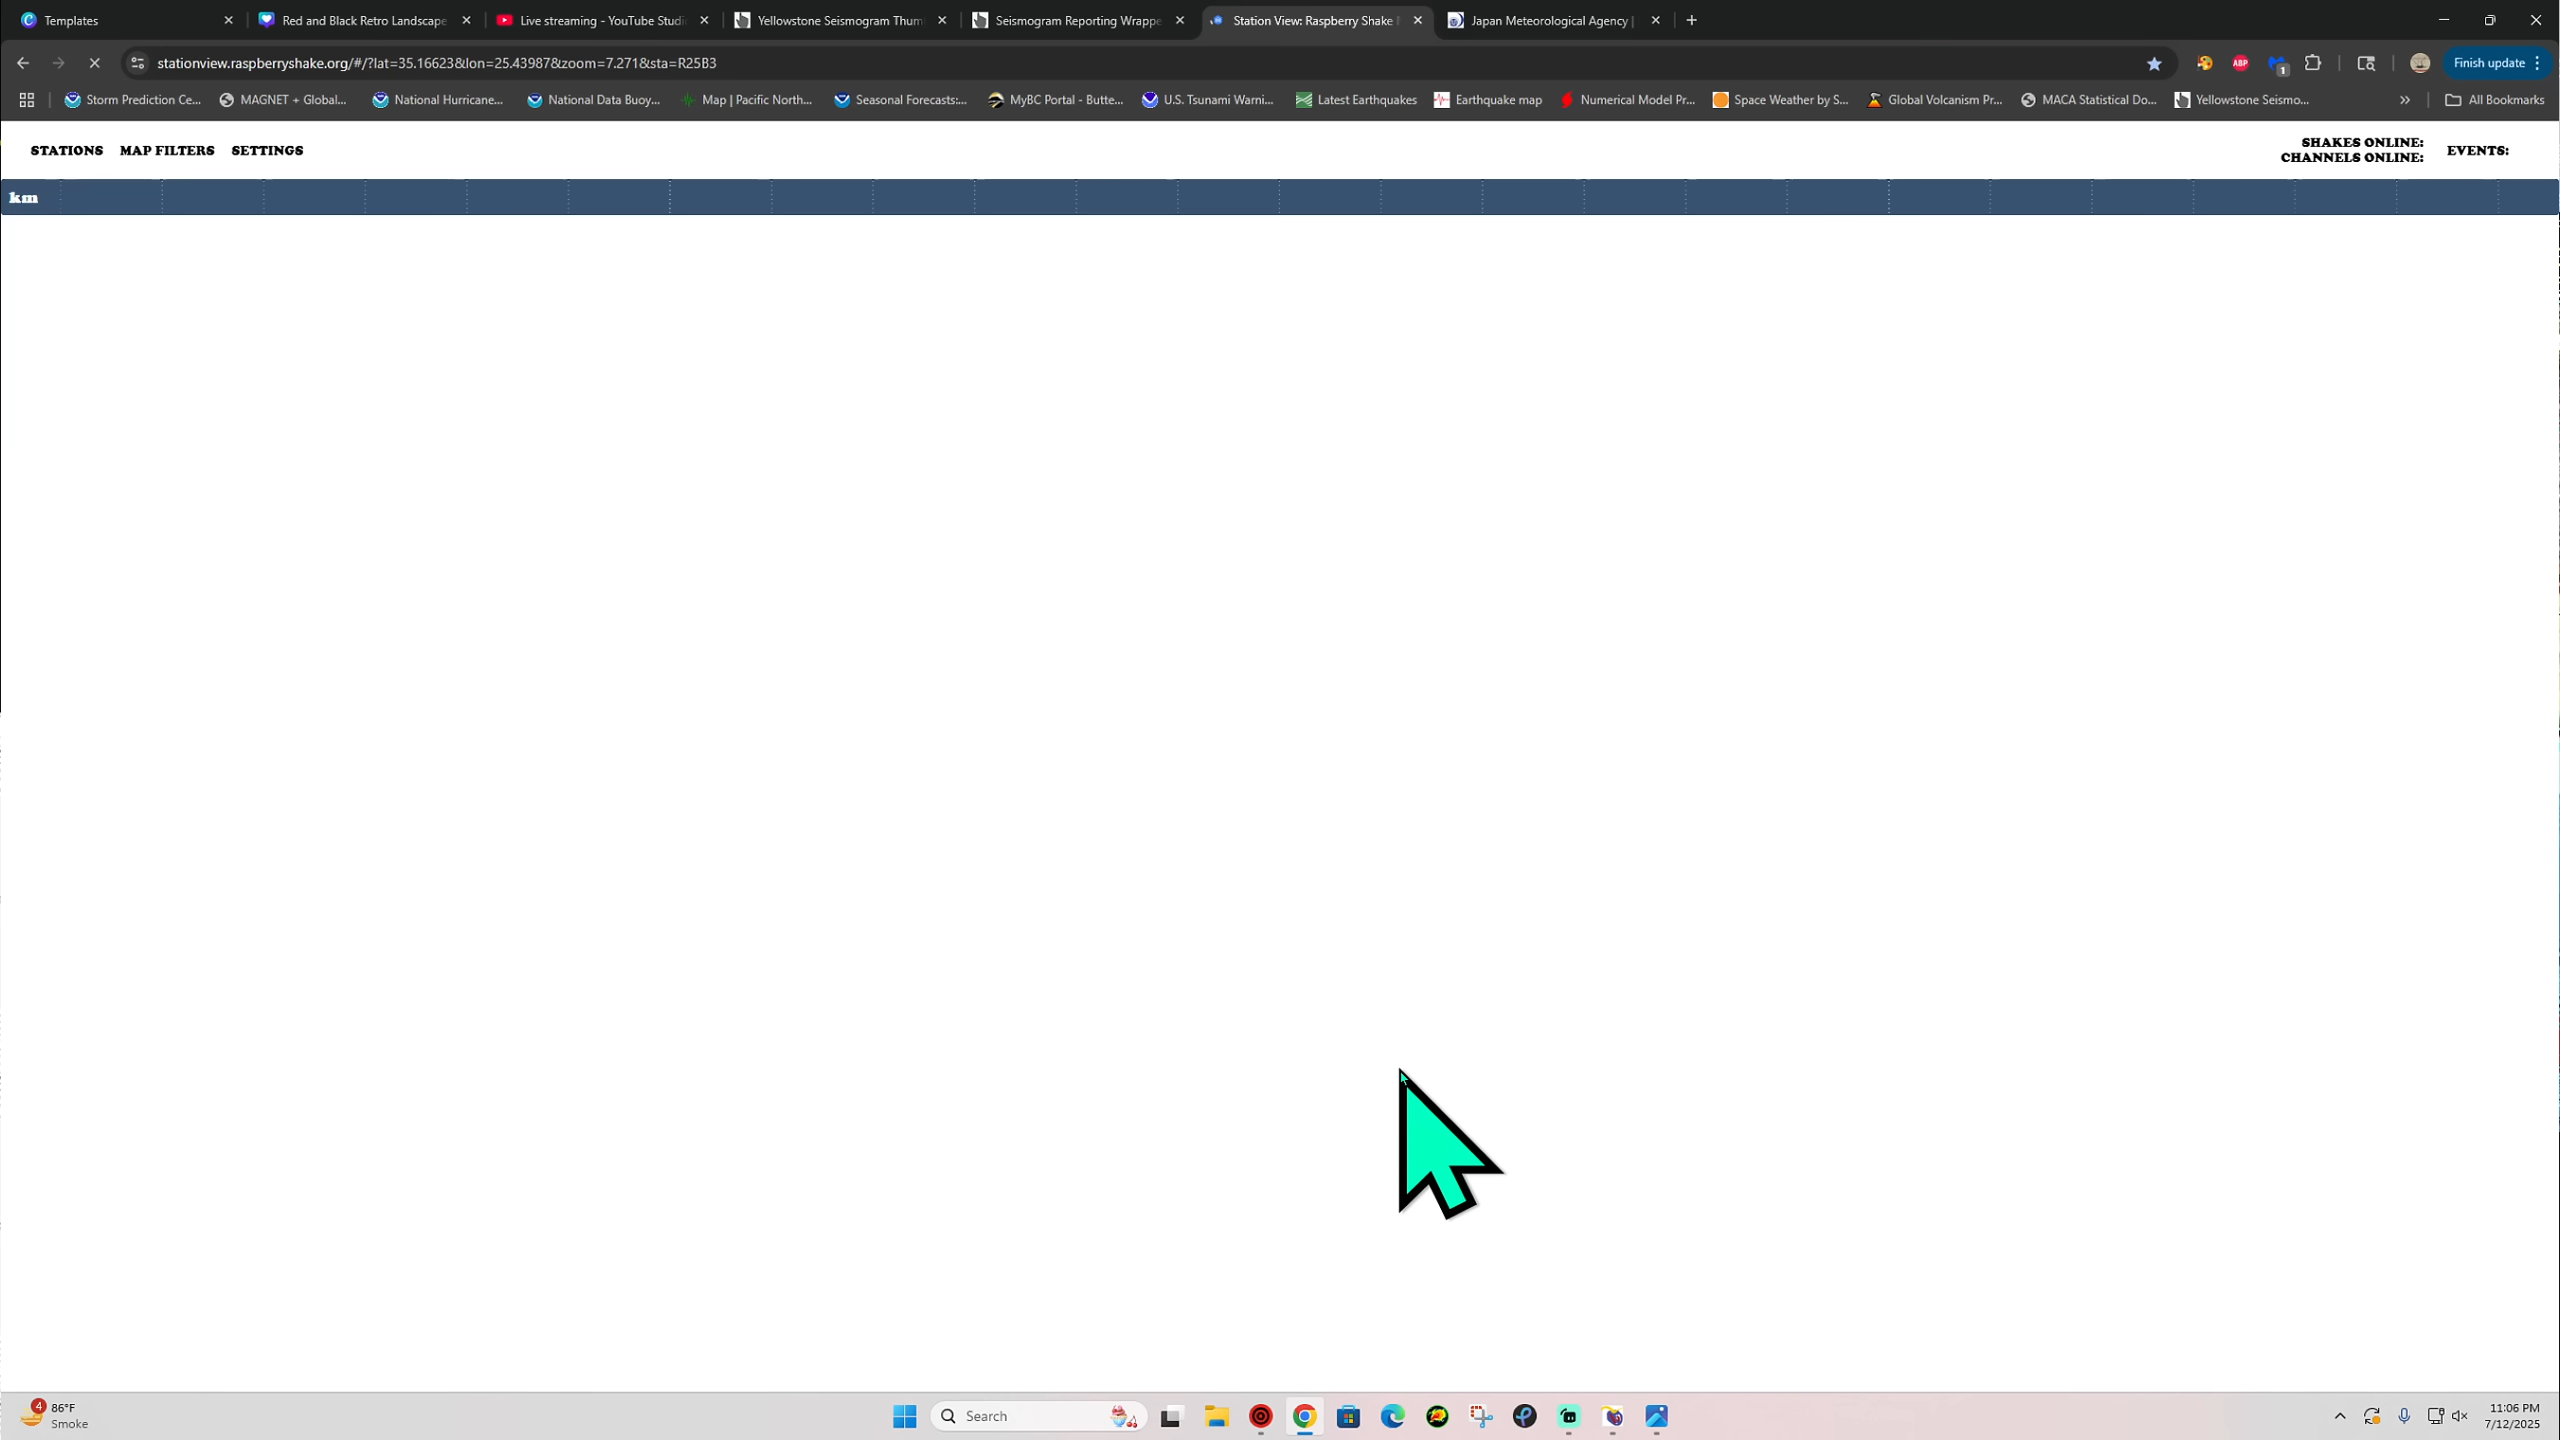 Templates
Red and Black Retro Landscape
Live streaming - YouTube Studi
Yellowstone Seismogram Thum
Seismogram Reporting Wrappe
Station View: Raspberry Shake
Japan Meteorological Agency |
stationview.raspberryshake.org/#/?lat=35.16623&lon=25.43987&zoom=7.271&sta=R25B3
ABP
1
Finish update
Storm Prediction Ce...
MAGNET + Global...
National Hurricane...
National Data Buoy...
Map | Pacific North...
Seasonal Forecasts:...
MyBC Portal - Butte...
U.S. Tsunami Warni...
Latest Earthquakes
Earthquake map
Numerical Model Pr...
Space Weather by S...
Global Volcanism Pr...
MACA Statistical Do...
Yellowstone Seismo...
All Bookmarks
STATIONS MAP FILTERS SETTINGS
SHAKES ONLINE:
CHANNELS ONLINE:
EVENTS:
km
4
86°F
Smoke
Search
11:06 PM
7/12/2025